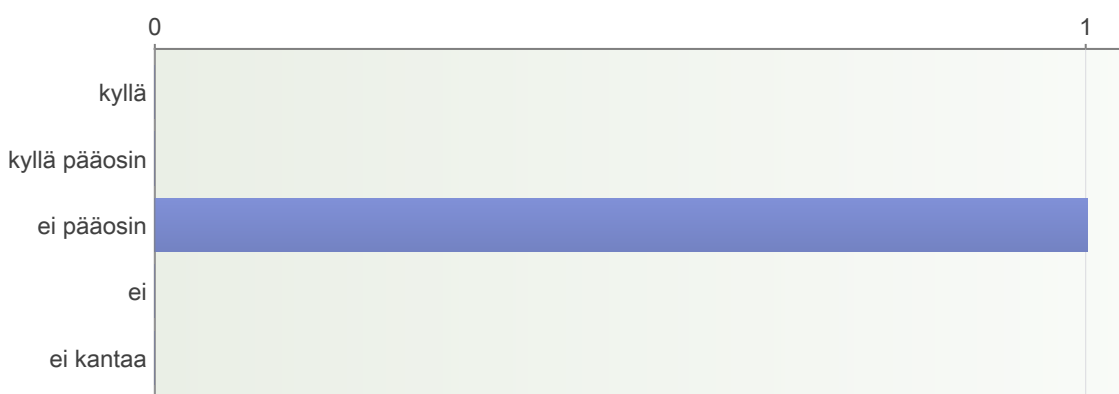 0 1
kyllä
kyllä pääosin
ei pääosin
ei
ei kantaa